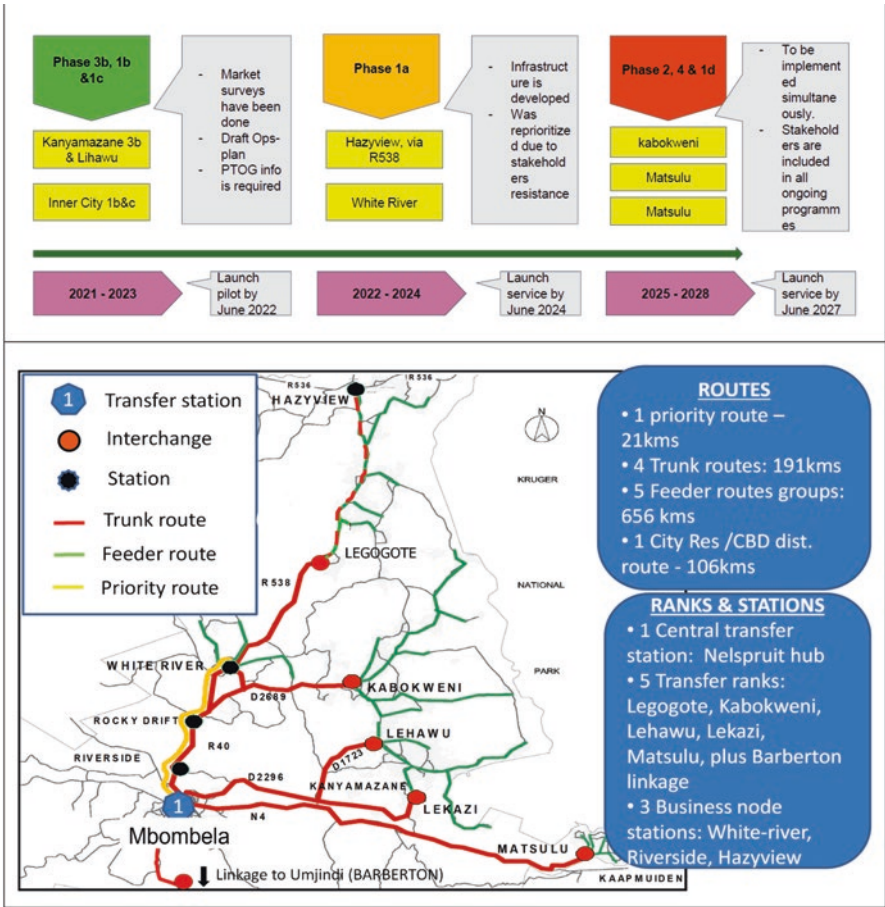 Phase 3b, 1b
&1c
- Market
surveys have
been done
- Draft Ops-
plan
- PTOG info
is required
Kanyamazane 3b
& Lihawu
Inner City 1b&c
Phase 1a
- Infrastruct
ure is
developed
- Was
reprioritize
d due to
stakehold
ers
resistance
Hazyview, via
R538
White River
Phase 2, 4 & 1d
- To be
implement
ed
simultane
ously.
- Stakehold
ers are
included
in all
ongoing
programm
es
kabokweni
Matsulu
Matsulu
2021 - 2023
Launch
pilot by
June 2022
2022 - 2024
Launch
service by
June 2024
2025 - 2028
Launch
service by
June 2027
1 Transfer station
Interchange
Station
Trunk route
Feeder route
Priority route
R536
R536
HAZYVIEW
N
KRUGER
LEGOGOTE
R 538
NATIONAL
WHITE RIVER
PARK
KABOKWENI
D2689
ROCKY DRIFT
LEHAWU
R40
RIVERSIDE
D1723
D2296
KANYAMAZANE
LEKAZI
1
N4
Mbombela
MATSULU
KAAPMUIDEN
Linkage to Umjindi (BARBERTON)
ROUTES
• 1 priority route –
21kms
• 4 Trunk routes: 191kms
• 5 Feeder routes groups:
656 kms
• 1 City Res /CBD dist.
route - 106kms
RANKS & STATIONS
• 1 Central transfer
station: Nelspruit hub
• 5 Transfer ranks:
Legogote, Kabokweni,
Lehawu, Lekazi,
Matsulu, plus Barberton
linkage
• 3 Business node
stations: White-river,
Riverside, Hazyview